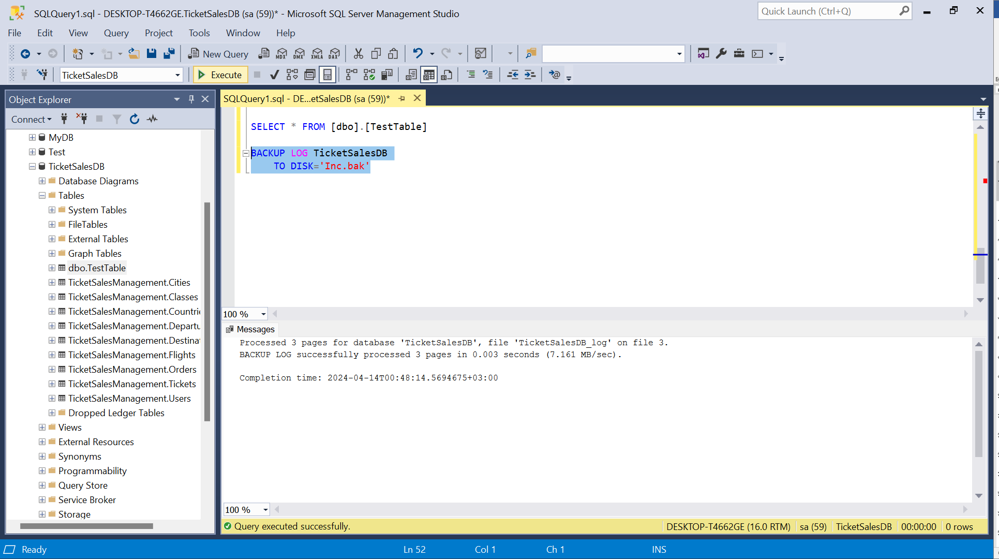 SQLQuery1.sql - DESKTOP-T4662GE.TicketSalesDB (sa (59))* - Microsoft SQL Server Management Studio
Quick Launch (Ctrl+Q)
File Edit View Query Project Tools Window Help
New Query MDX DMX XMLA DAX
TicketSalesDB Execute
Object Explorer
Connect
MyDB
Test
TicketSalesDB
Database Diagrams
Tables
System Tables
FileTables
External Tables
Graph Tables
dbo.TestTable
TicketSalesManagement.Cities
TicketSalesManagement.Classes
TicketSalesManagement.Countrie
TicketSalesManagement.Departu
TicketSalesManagement.Destina
TicketSalesManagement.Flights
TicketSalesManagement.Orders
TicketSalesManagement.Tickets
TicketSalesManagement.Users
Dropped Ledger Tables
Views
External Resources
Synonyms
Programmability
Query Store
Service Broker
Storage
SQLQuery1.sql - DE...etSalesDB (sa (59))*
SELECT * FROM [dbo].[TestTable]
BACKUP LOG TicketSalesDB
TO DISK='Inc.bak'
100 %
Messages
Processed 3 pages for database 'TicketSalesDB', file 'TicketSalesDB_log' on file 3.
BACKUP LOG successfully processed 3 pages in 0.003 seconds (7.161 MB/sec).
Completion time: 2024-04-14T00:48:14.5694675+03:00
100 %
Query executed successfully. DESKTOP-T4662GE (16.0 RTM) sa (59) TicketSalesDB 00:00:00 0 rows
Ready Ln 52 Col 1 Ch 1 INS